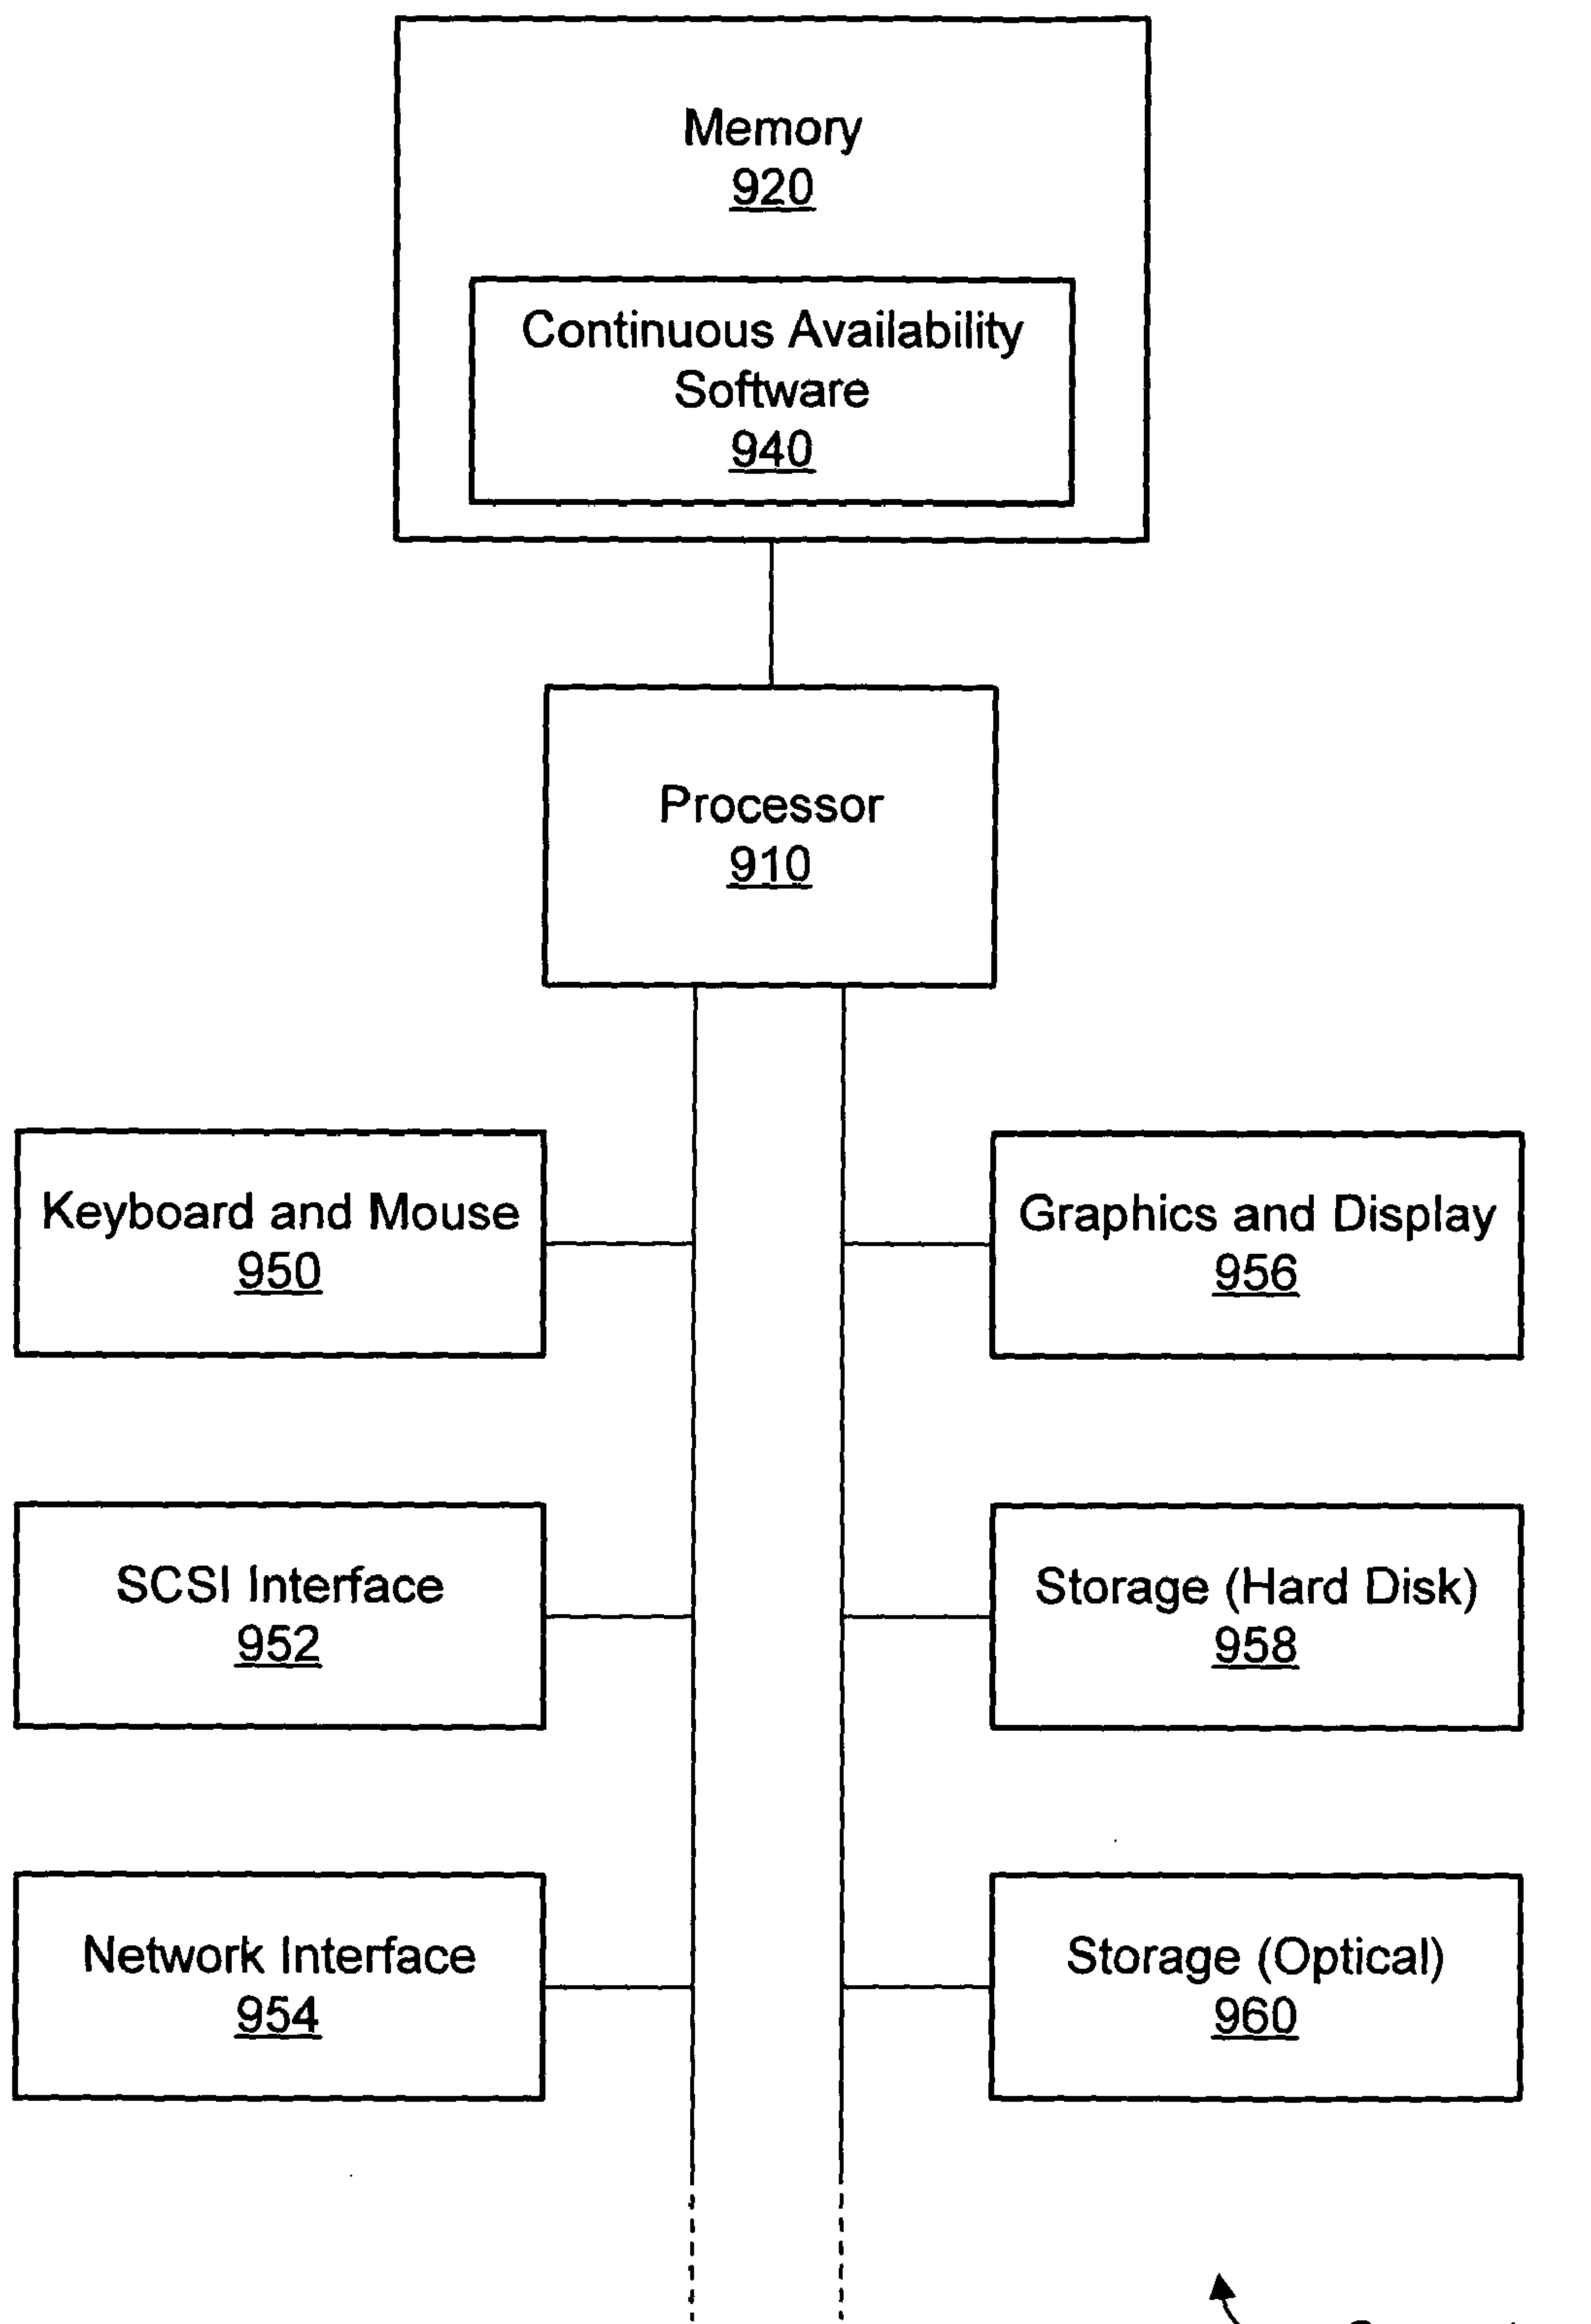 Memory
920
Continuous Availability
Software
940
Processor
910
Keyboard and Mouse
950
Graphics and Display
956
SCSI Interface
952
Storage (Hard Disk)
958
Network Interface
954
Storage (Optical)
960